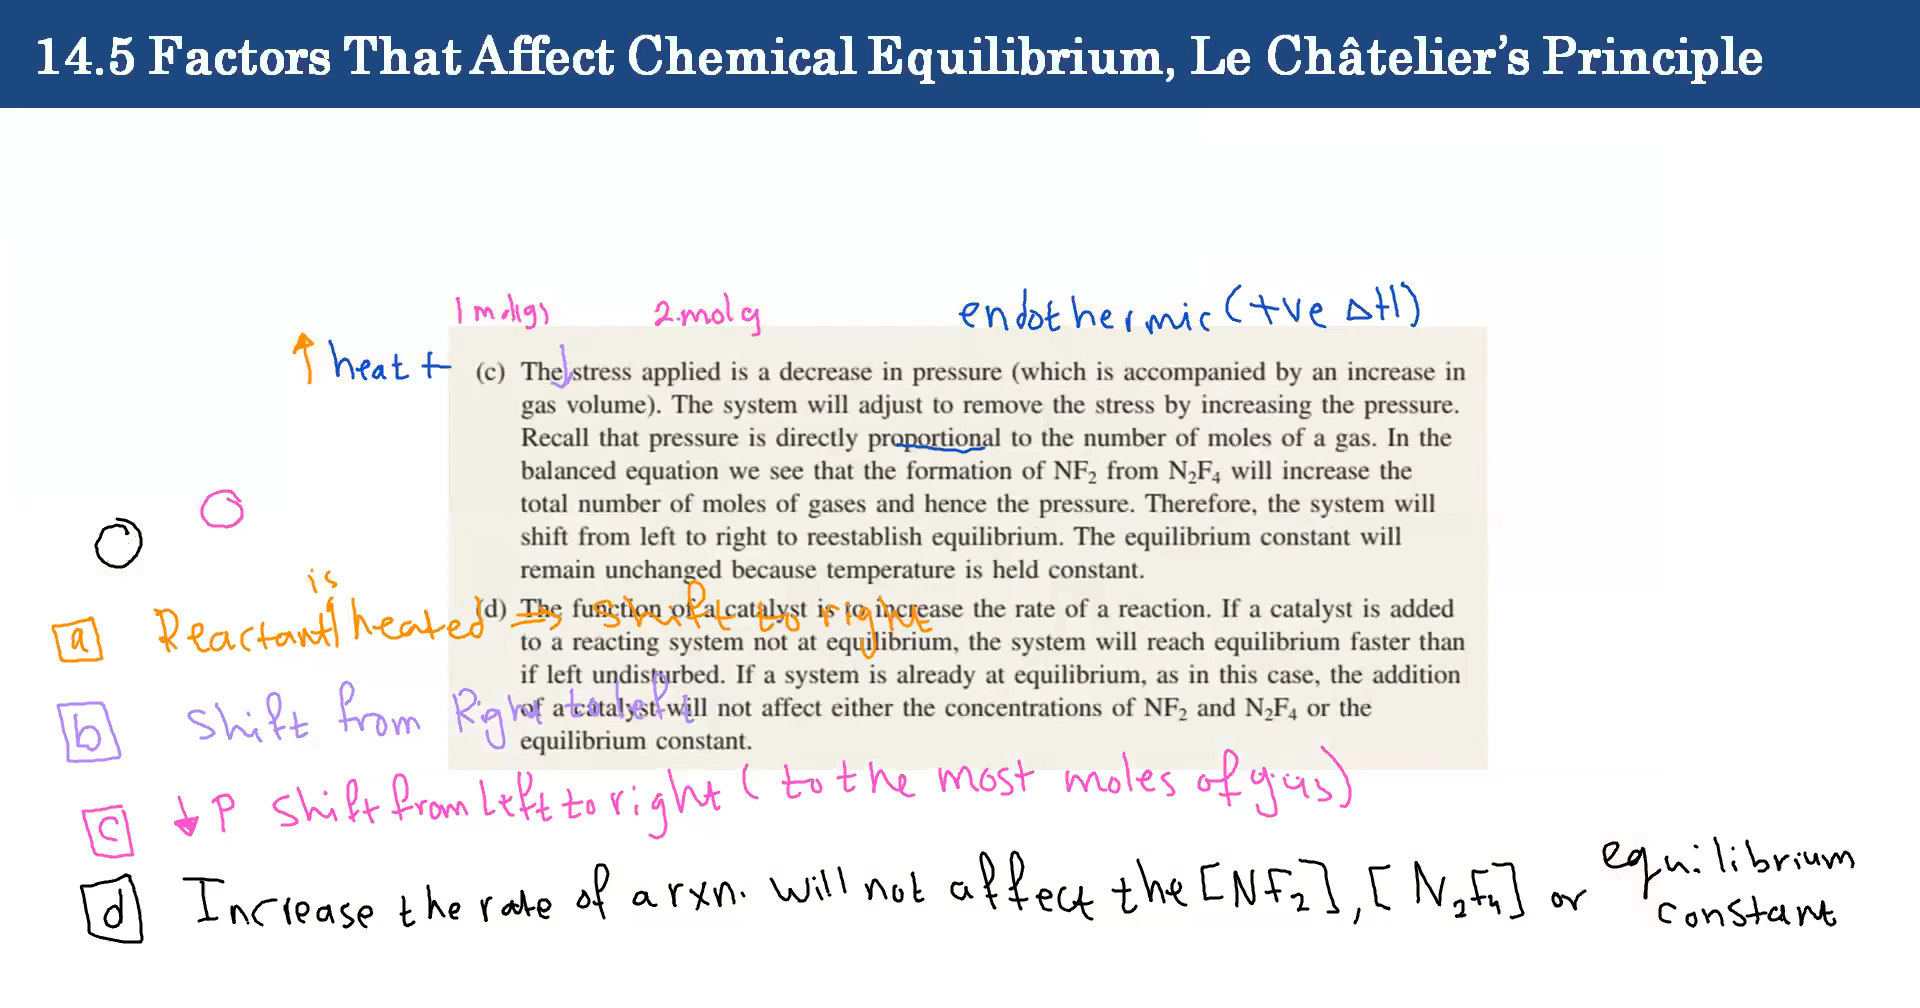 14.5 Factors That Affect Chemical Equilibrium, Le Châtelier's Principle
1 mol(g) 2 mol g endothermic (+ve ΔH)
↑ heat +
(c) The stress applied is a decrease in pressure (which is accompanied by an increase in
gas volume). The system will adjust to remove the stress by increasing the pressure.
Recall that pressure is directly proportional to the number of moles of a gas. In the
balanced equation we see that the formation of NF₂ from N₂F₄ will increase the
total number of moles of gases and hence the pressure. Therefore, the system will
shift from left to right to reestablish equilibrium. The equilibrium constant will
remain unchanged because temperature is held constant.
(d) The function of a catalyst is to increase the rate of a reaction. If a catalyst is added
to a reacting system not at equilibrium, the system will reach equilibrium faster than
if left undisturbed. If a system is already at equilibrium, as in this case, the addition
of a catalyst will not affect either the concentrations of NF₂ and N₂F₄ or the
equilibrium constant.
a Reactant is heated ⇒ shift to right
b Shift from Right to left
c ↓ P Shift from Left to right (to the most moles of gas)
d Increase the rate of a rxn. will not affect the [NF₂], [N₂F₄] or equilibrium
constant